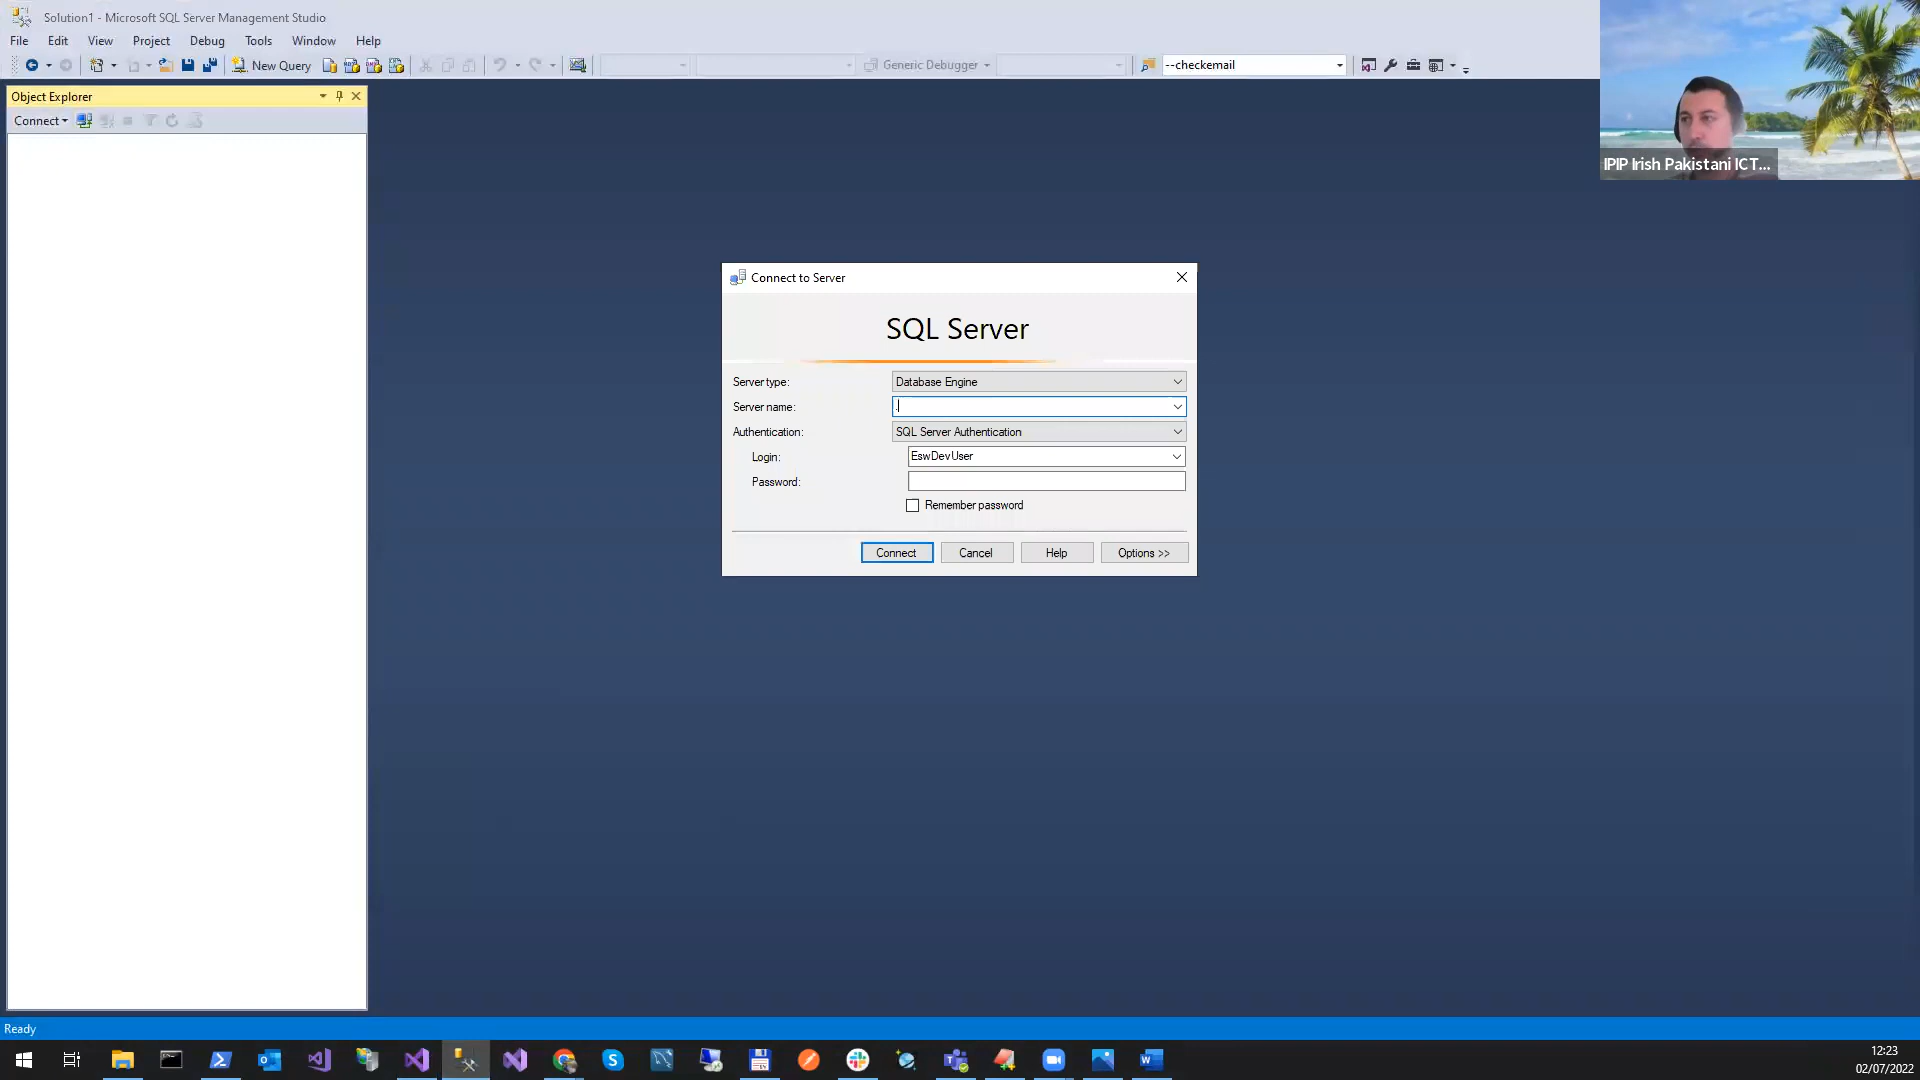 Solution1 - Microsoft SQL Server Management Studio
File Edit View Project Debug Tools Window Help
New Query Generic Debugger --checkemail
Object Explorer
Connect
IPIP Irish Pakistani ICT...
Connect to Server
SQL Server
Server type: Database Engine
Server name: .
Authentication: SQL Server Authentication
Login: EswDevUser
Password:
Remember password
Connect Cancel Help Options >>
Ready
12:23
02/07/2022